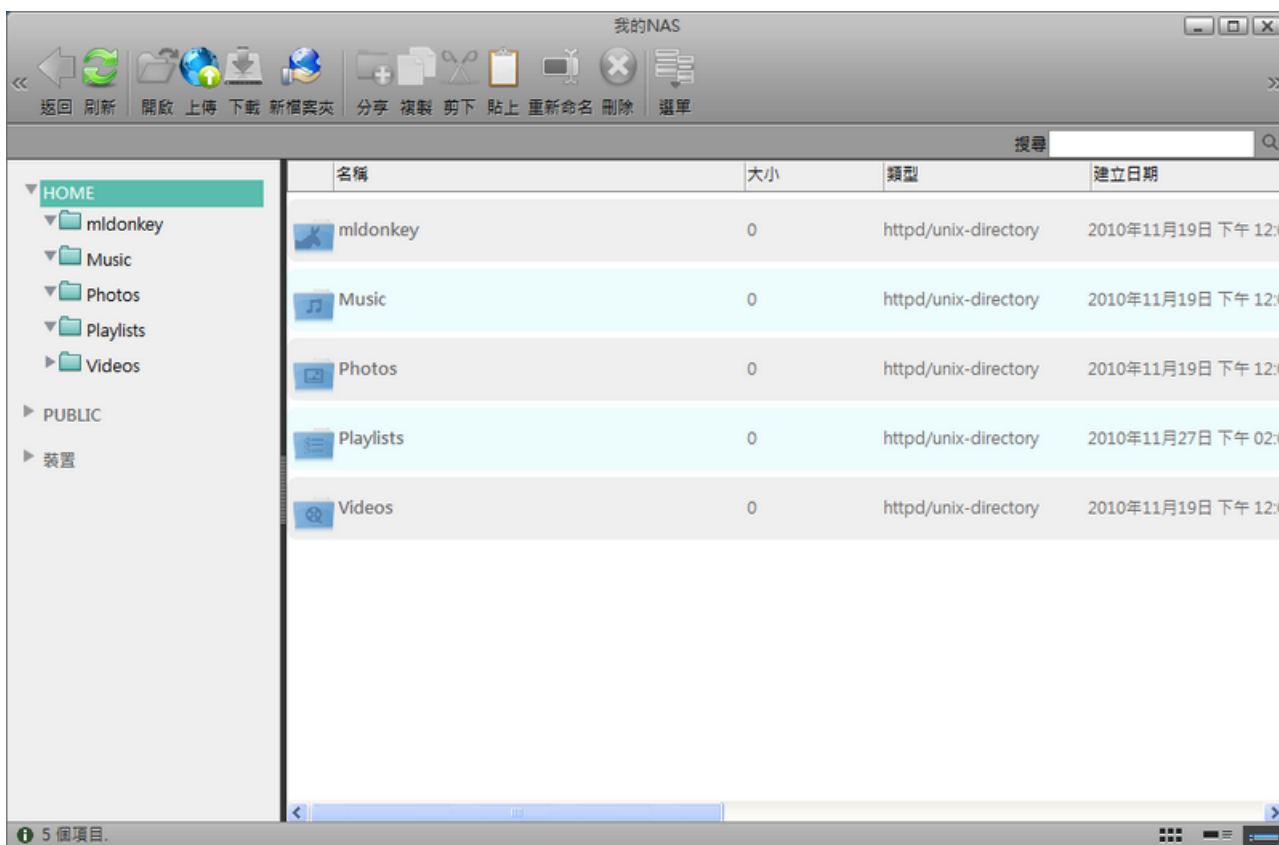 我的NAS
返回 刷新 開啟 上傳 下載 新檔案夾 分享 複製 剪下 貼上 重新命名 刪除 選單
搜尋
名稱 大小 類型 建立日期
HOME
mldonkey
Music
Photos
Playlists
Videos
PUBLIC
裝置
mldonkey 0 httpd/unix-directory 2010年11月19日 下午 12:
Music 0 httpd/unix-directory 2010年11月19日 下午 12:
Photos 0 httpd/unix-directory 2010年11月19日 下午 12:
Playlists 0 httpd/unix-directory 2010年11月27日 下午 02:
Videos 0 httpd/unix-directory 2010年11月19日 下午 12:
5 個項目.